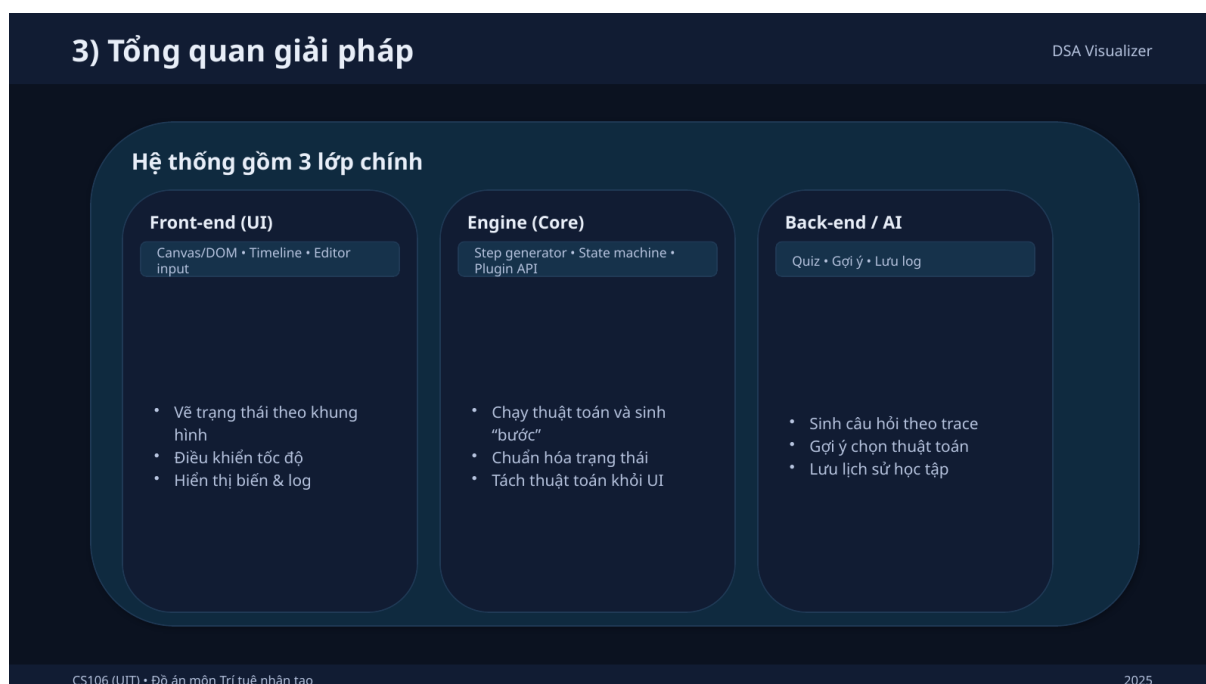 3) Tổng quan giải pháp
DSA Visualizer
Hệ thống gồm 3 lớp chính
Front-end (UI)
Canvas/DOM • Timeline • Editor
input
• Vẽ trạng thái theo khung
hình
• Điều khiển tốc độ
• Hiển thị biến & log
Engine (Core)
Step generator • State machine •
Plugin API
• Chạy thuật toán và sinh
“bước”
• Chuẩn hóa trạng thái
• Tách thuật toán khỏi UI
Back-end / AI
Quiz • Gợi ý • Lưu log
• Sinh câu hỏi theo trace
• Gợi ý chọn thuật toán
• Lưu lịch sử học tập
CS106 (UIT) • Đồ án môn Trí tuệ nhân tạo
2025